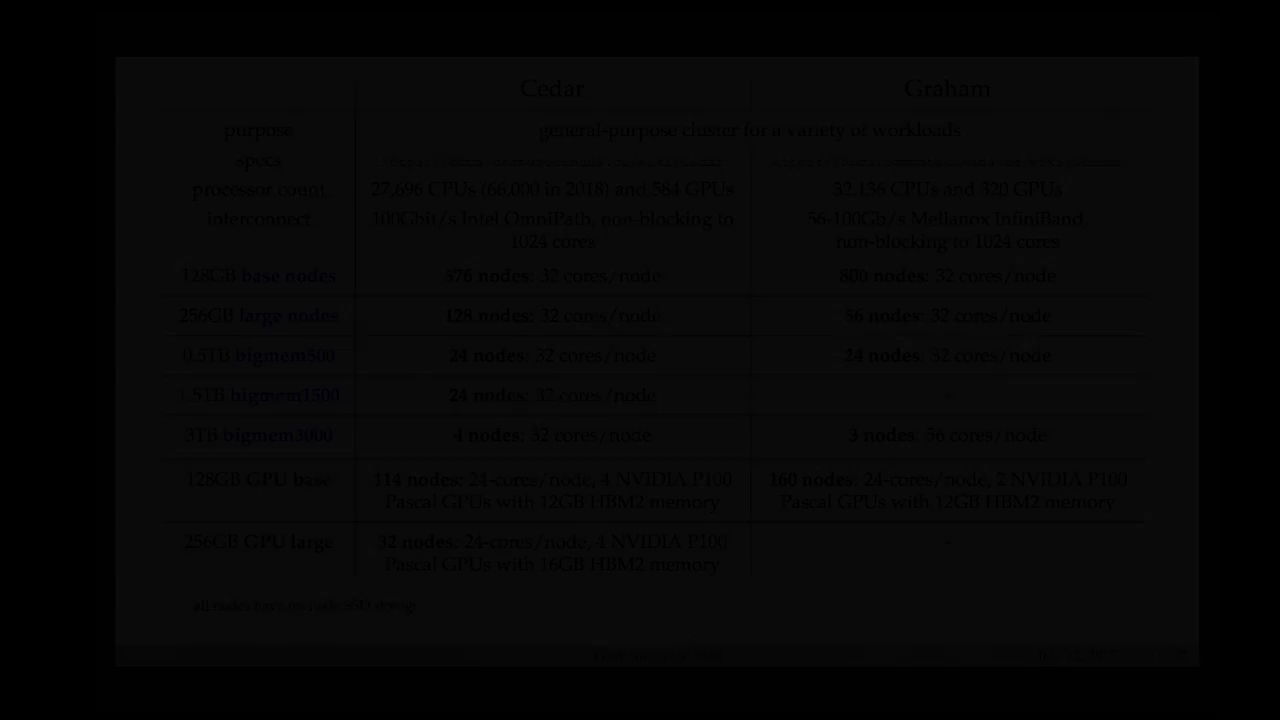 Cedar Graham
purpose general-purpose cluster for a variety of workloads
specs
processor count 27,696 CPUs (66,000 in 2018) and 584 GPUs 32,136 CPUs and 320 GPUs
interconnect 100Gbit/s Intel OmniPath, non-blocking to 56-100Gb/s Mellanox InfiniBand,
1024 cores non-blocking to 1024 cores
128GB base nodes 576 nodes: 32 cores/node 800 nodes: 32 cores/node
256GB large nodes 128 nodes: 32 cores/node 56 nodes: 32 cores/node
0.5TB bigmem500 24 nodes: 32 cores/node 24 nodes: 32 cores/node
1.5TB bigmem1500 24 nodes: 32 cores/node -
3TB bigmem3000 4 nodes: 32 cores/node 3 nodes: 56 cores/node
128GB GPU base 114 nodes: 24-cores/node, 4 NVIDIA P100 160 nodes: 24-cores/node, 2 NVIDIA P100
Pascal GPUs with 12GB HBM2 memory Pascal GPUs with 12GB HBM2 memory
256GB GPU large 32 nodes: 24-cores/node, 4 NVIDIA P100 -
Pascal GPUs with 16GB HBM2 memory
all nodes have